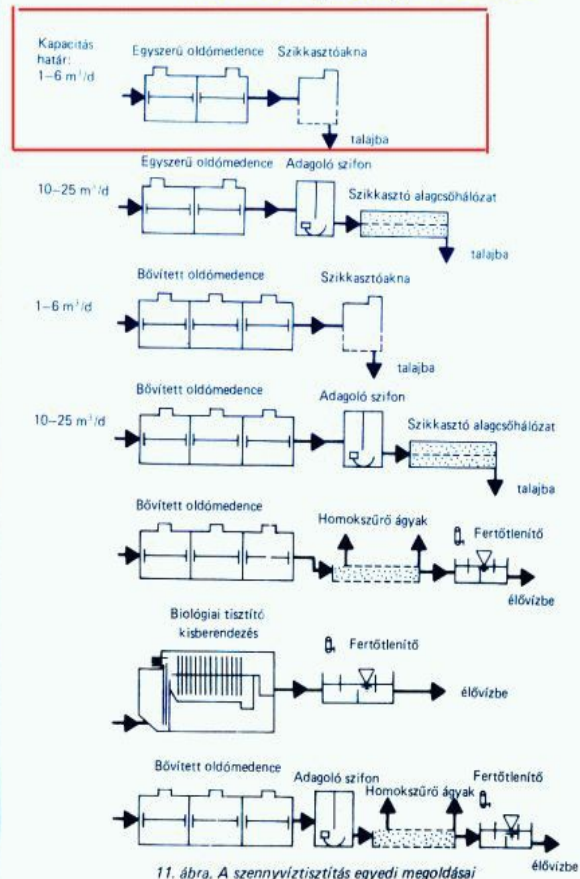 Kapacitás
határ:
1–6 m³/d
Egyszerű oldómedence Szikkasztóakna
talajba
Egyszerű oldómedence Adagoló szifon
10–25 m³/d
Szikkasztó alagcsőhálózat
talajba
Bővített oldómedence Szikkasztóakna
1–6 m³/d
talajba
Bővített oldómedence
Adagoló szifon
10–25 m³/d
Szikkasztó alagcsőhálózat
talajba
Bővített oldómedence
Homokszűrő ágyak
Fertőtlenítő
élővízbe
Biológiai tisztító
kisberendezés
Fertőtlenítő
élővízbe
Bővített oldómedence
Adagoló szifon
Homokszűrő ágyak
Fertőtlenítő
élővízbe
11. ábra. A szennyvíztisztítás egyedi megoldásai